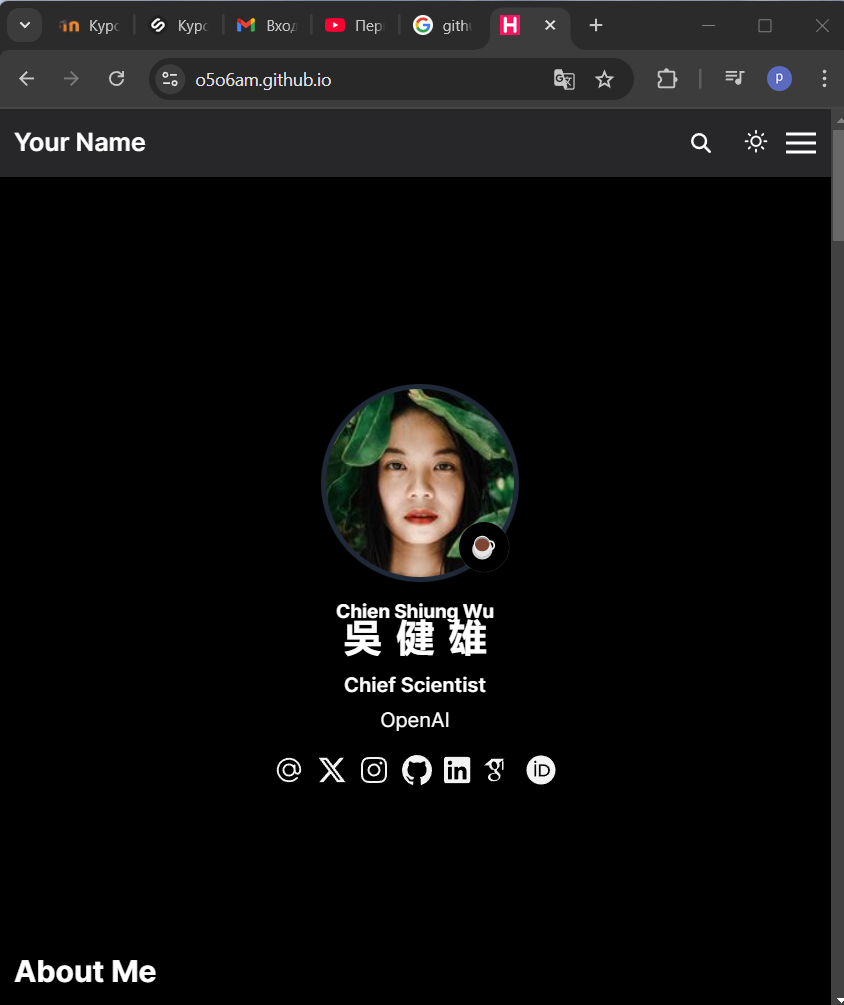 Курс
Курс
Вход
Пер
githu
o5o6am.github.io
P
Your Name
Chien Shiung Wu
吳健雄
Chief Scientist
OpenAI
About Me